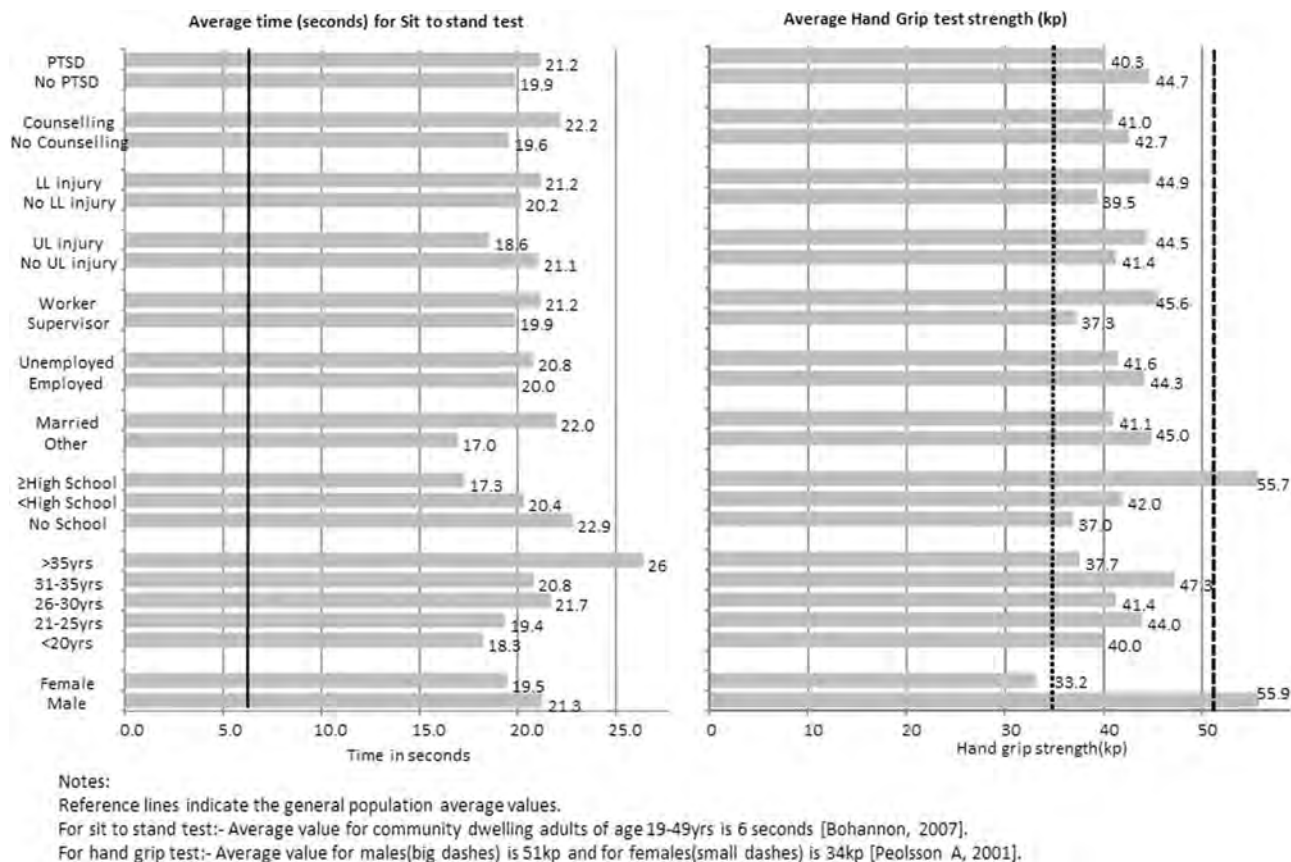 Average time (seconds) for Sit to stand test
PTSD 21.2
No PTSD 19.9
Counselling 22.2
No Counselling 19.6
LL injury 21.2
No LL injury 20.2
UL injury 18.6
No UL injury 21.1
Worker 21.2
Supervisor 19.9
Unemployed 20.8
Employed 20.0
Married 22.0
Other 17.0
≥High School 17.3
<High School 20.4
No School 22.9
>35yrs 26
31-35yrs 20.8
26-30yrs 21.7
21-25yrs 19.4
<20yrs 18.3
Female 19.5
Male 21.3
.0 5.0 10.0 15.0 20.0 25.0
Time in seconds
Average Hand Grip test strength (kp)
40.3
44.7
41.0
42.7
44.9
39.5
44.5
41.4
45.6
37.3
41.6
44.3
41.1
45.0
55.7
42.0
37.0
37.7
47.3
41.4
44.0
40.0
33.2
55.9
0 10 20 30 40 50
Hand grip strength(kp)
Notes:
Reference lines indicate the general population average values.
For sit to stand test:- Average value for community dwelling adults of age 19-49yrs is 6 seconds [Bohannon, 2007].
For hand grip test:- Average value for males(big dashes) is 51kp and for females(small dashes) is 34kp [Peolsson A, 2001].